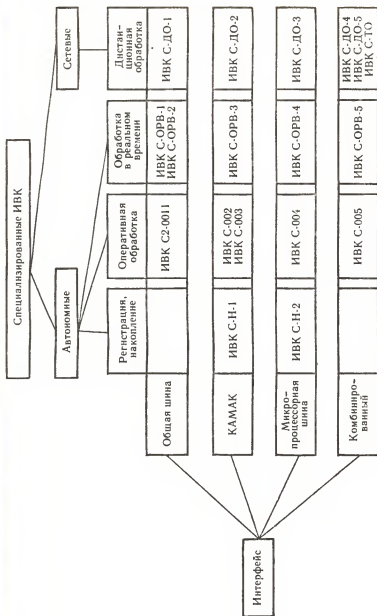 Специализированные ИВК
Автономные
Сетевые
Регистрация,
накопление
Оперативная
обработка
Обработка
в реальном
времени
Дистан-
ционная
обработка
Интерфейс
Общая шина
ИВК С2-0011
ИВК С-ОРВ-1
ИВК С-ОРВ-2
ИВК С-ДО-1
КАМАК
ИВК С-Н-1
ИВК С-002
ИВК С-003
ИВК С-ОРВ-3
ИВК С-ДО-2
Микро-
процессорная
шина
ИВК С-Н-2
ИВК С-004
ИВК С-ОРВ-4
ИВК С-ДО-3
Комбиниро-
ванный
ИВК С-005
ИВК С-ОРВ-5
ИВК С-ДО-4
ИВК С-ДО-5
ИВК С-ТО